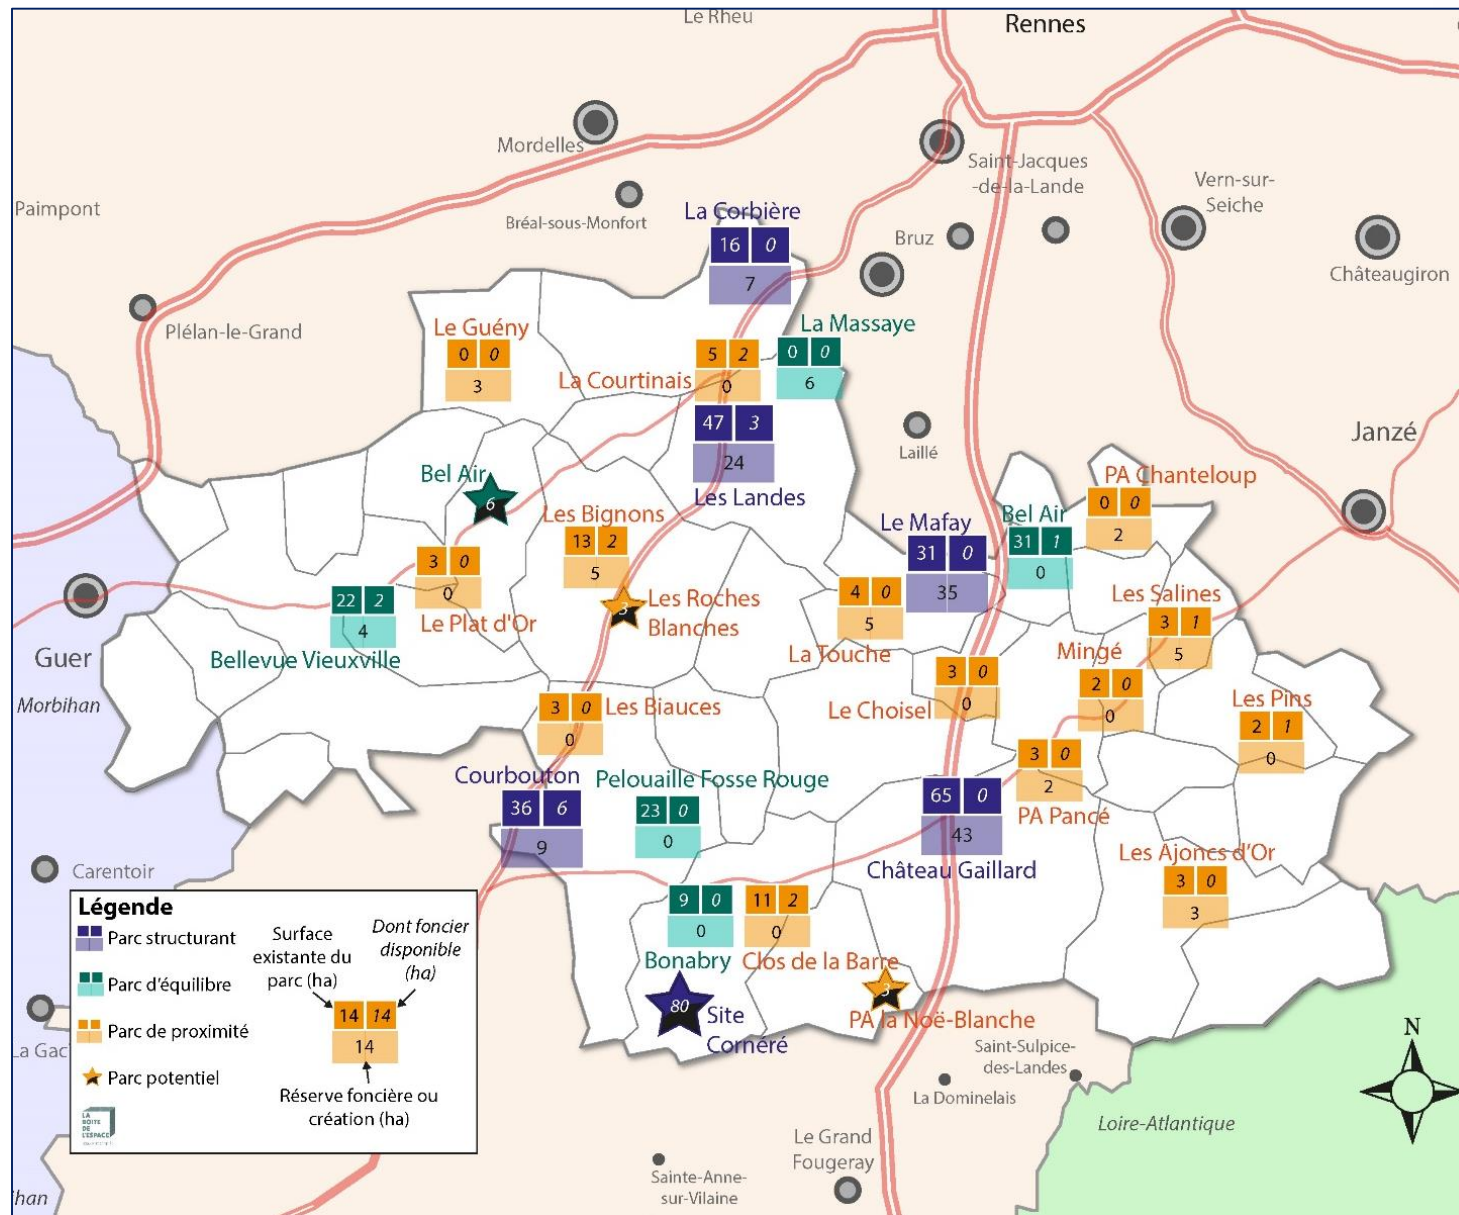 Le Rheu
Rennes
Mordelles
Saint-Jacques
-de-la-Lande
Vern-sur-
Seiche
Paimpont
Bréal-sous-Monfort
La Corbière
16 0
7
Bruz
Châteaugiron
Plélan-le-Grand
Le Guény
0 0
3
La Massaye
0 0
6
La Courtinais
5 2
0
47 3
24
Les Landes
Laillé
Janzé
Bel Air
6
Les Bignons
13 2
5
Le Mafay
31 0
35
Bel Air
31 1
0
PA Chanteloup
0 0
2
3 0
0
Le Plat d'Or
22 2
4
Bellevue Vieuxville
3
Les Roches
Blanches
4 0
5
La Touche
Les Salines
3 1
5
Guer
Morbihan
Mingé
2 0
0
3 0
0
Le Choisel
Les Pins
2 1
0
3 0
0
Les Biauces
3 0
2
PA Pancé
Courbouton
36 6
9
Pelouaille Fosse Rouge
23 0
0
65 0
43
Château Gaillard
Les Ajoncs d'Or
3 0
3
Carentoir
9 0
0
Bonabry
11 2
0
Clos de la Barre
80
Site
Cornéré
3
PA la Noë-Blanche
Légende
Parc structurant
Parc d'équilibre
Parc de proximité
Parc potentiel
Surface
existante du
parc (ha)
Dont foncier
disponible
(ha)
14 14
14
Réserve foncière ou
création (ha)
LA
BOITE
DE
L'ESPACE
La Gac
Saint-Sulpice-
des-Landes
La Dominelais
N
Loire-Atlantique
Le Grand
Fougeray
Sainte-Anne-
sur-Vilaine
ihan